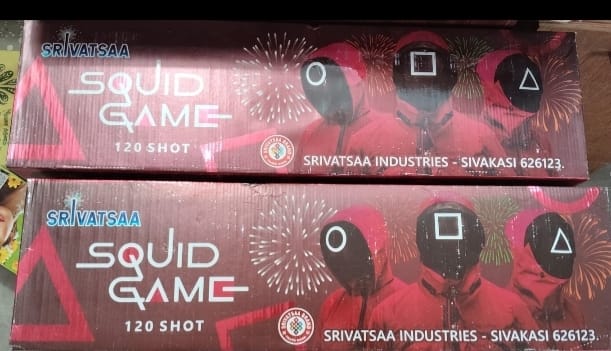 SRIVATSAA
SQUID
GAME
120 SHOT
SRIVATSAA INDUSTRIES - SIVAKASI 626123.
SRIVATSAA
SQUID
GAME
120 SHOT
SRIVATSAA INDUSTRIES - SIVAKASI 626123.